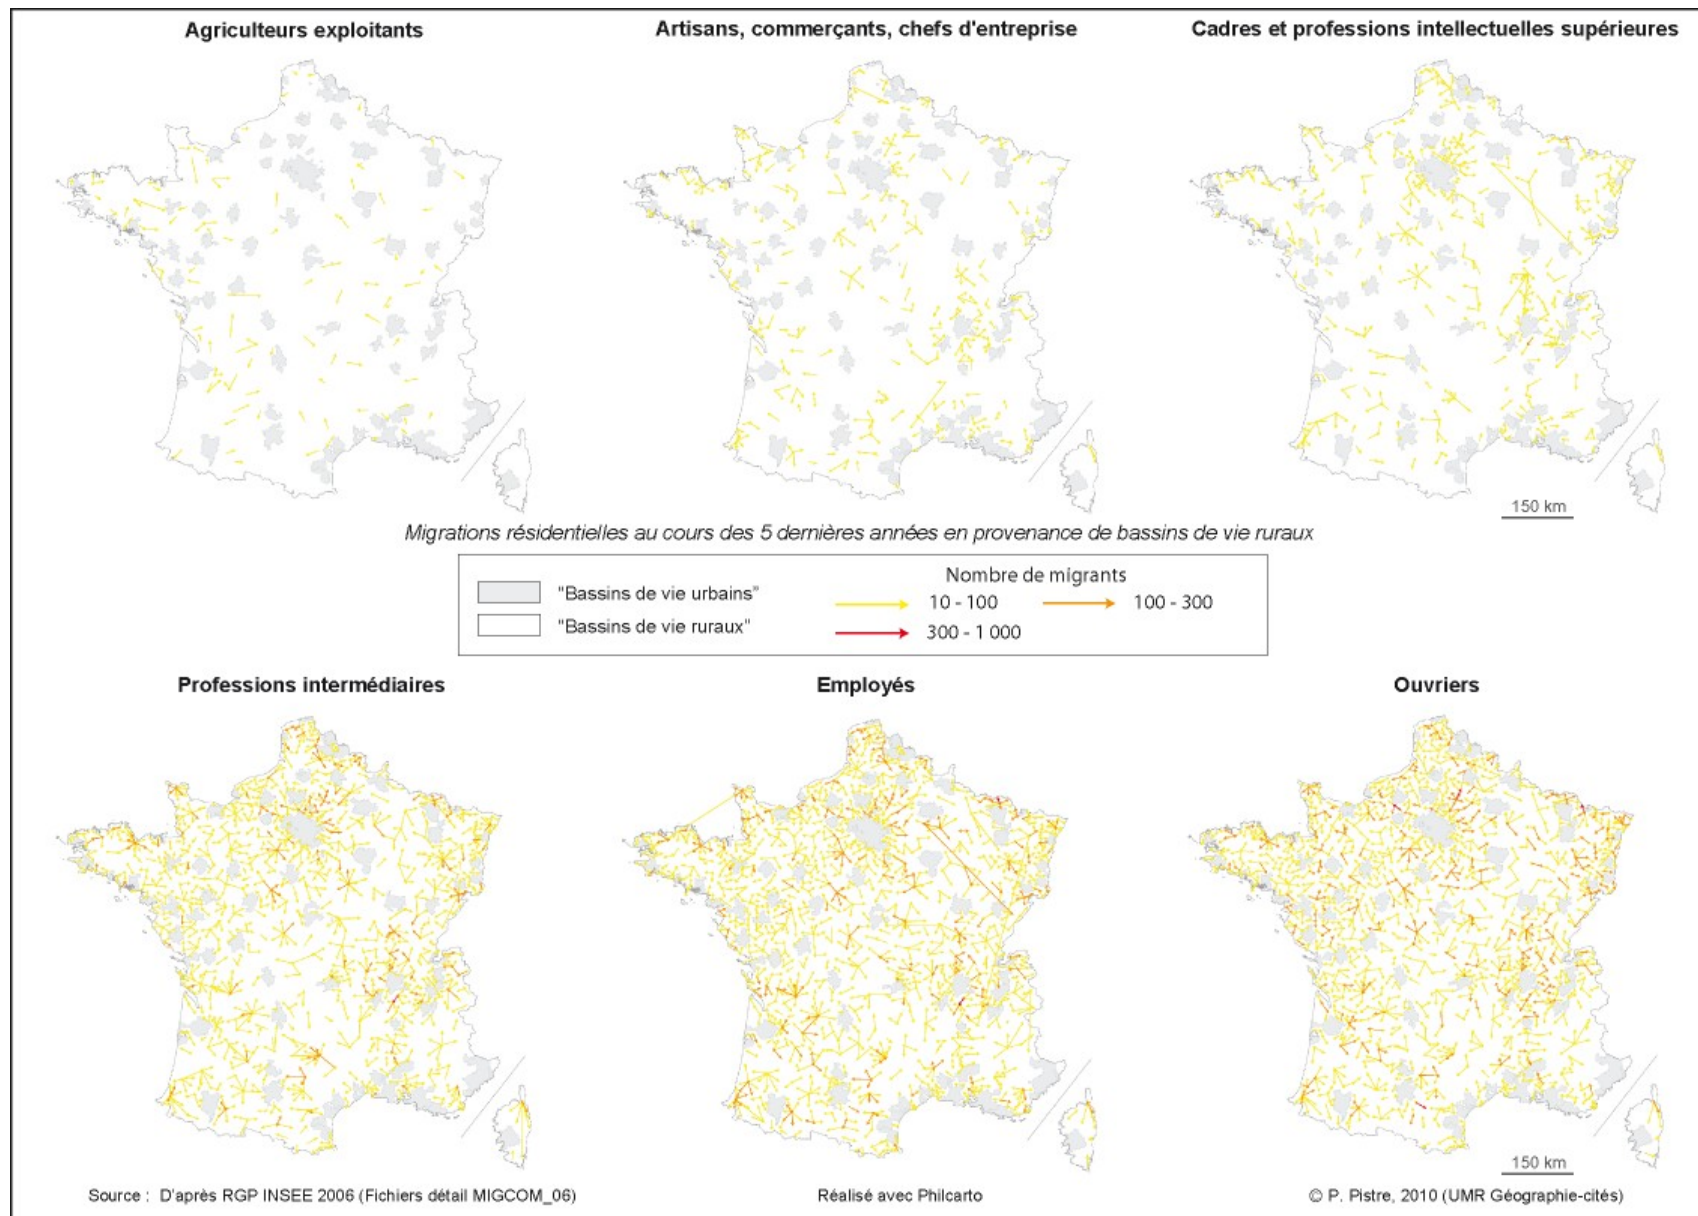 Agriculteurs exploitants
Artisans, commerçants, chefs d'entreprise
Cadres et professions intellectuelles supérieures
150 km
Migrations résidentielles au cours des 5 dernières années en provenance de bassins de vie ruraux
Nombre de migrants
"Bassins de vie urbains"
10 - 100
100 - 300
"Bassins de vie ruraux"
300 - 1 000
Professions intermédiaires
Employés
Ouvriers
150 km
Source : D'après RGP INSEE 2006 (Fichiers détail MIGCOM_06)
Réalisé avec Philcarto
© P. Pistre, 2010 (UMR Géographie-cités)